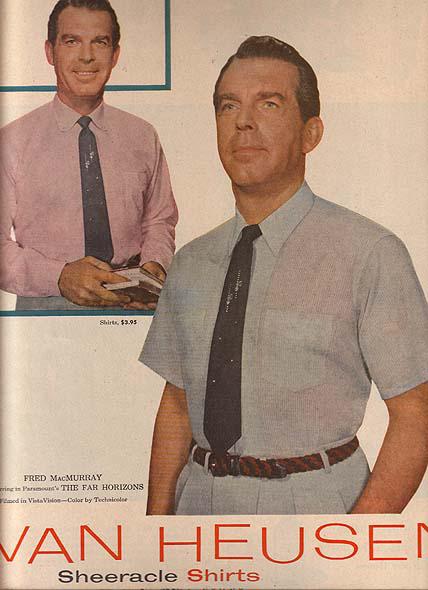 Shirts, $3.95
FRED MacMURRAY
in Paramount's THE FAR HORIZONS
Filmed in VistaVision—Color by Technicolor
VAN HEUSEN
Sheeracle Shirts